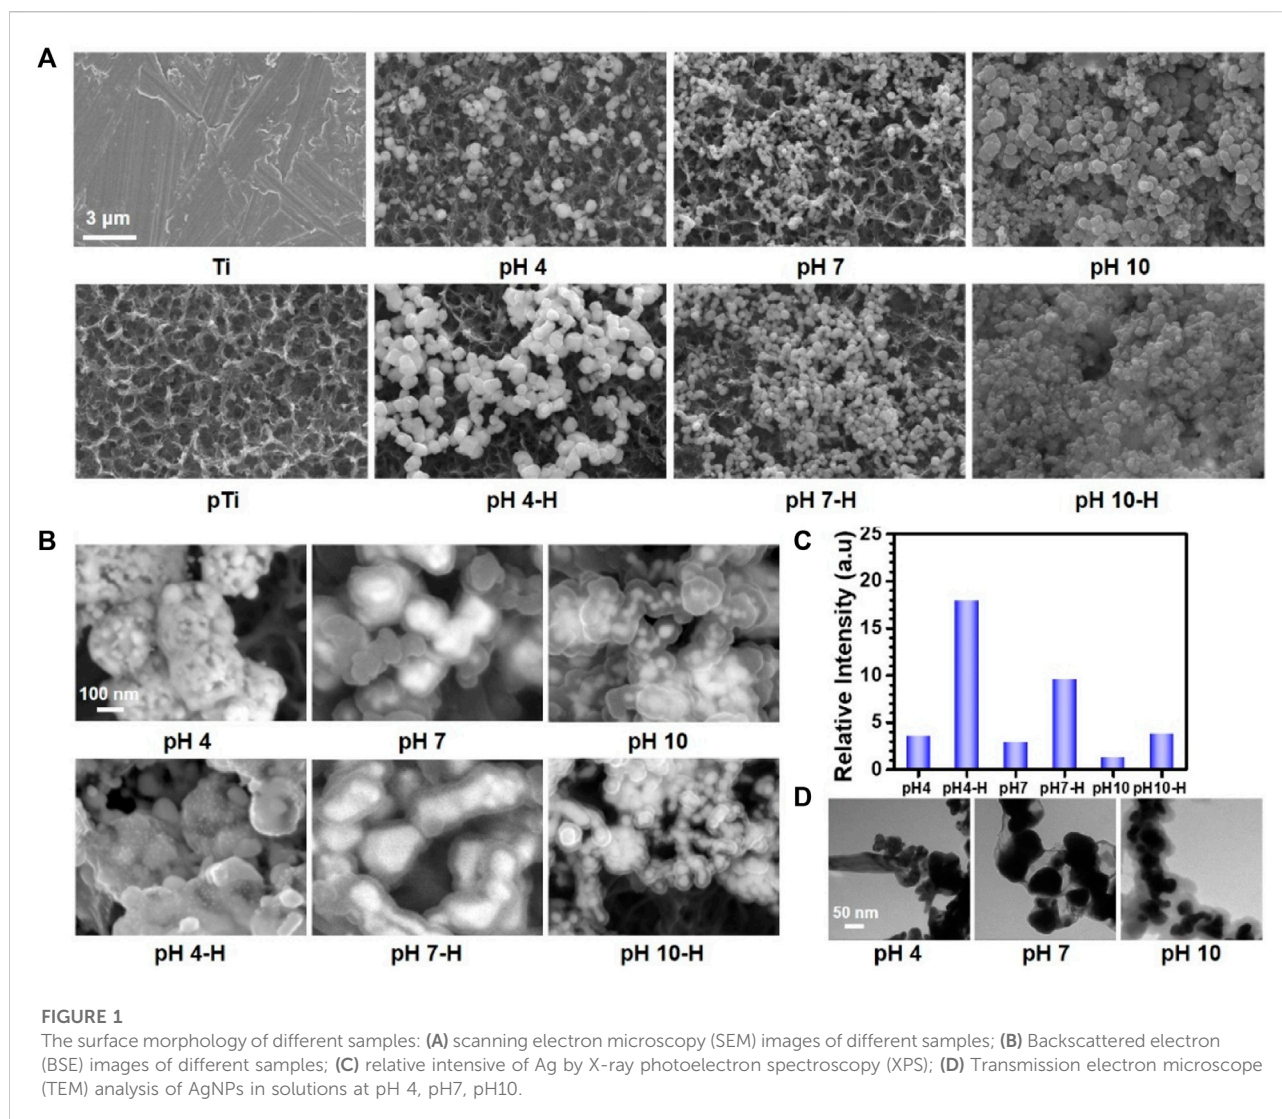 A
3 µm
Ti
pH 4
pH 7
pH 10
pTi
pH 4-H
pH 7-H
pH 10-H
B
100 nm
pH 4
pH 7
pH 10
pH 4-H
pH 7-H
pH 10-H
C
Relative Intensity (a.u)
25
20
15
10
5
0
pH4
pH4-H
pH7
pH7-H
pH10
pH10-H
D
50 nm
pH 4
pH 7
pH 10
FIGURE 1
The surface morphology of different samples: (A) scanning electron microscopy (SEM) images of different samples; (B) Backscattered electron
(BSE) images of different samples; (C) relative intensive of Ag by X-ray photoelectron spectroscopy (XPS); (D) Transmission electron microscope
(TEM) analysis of AgNPs in solutions at pH 4, pH7, pH10.